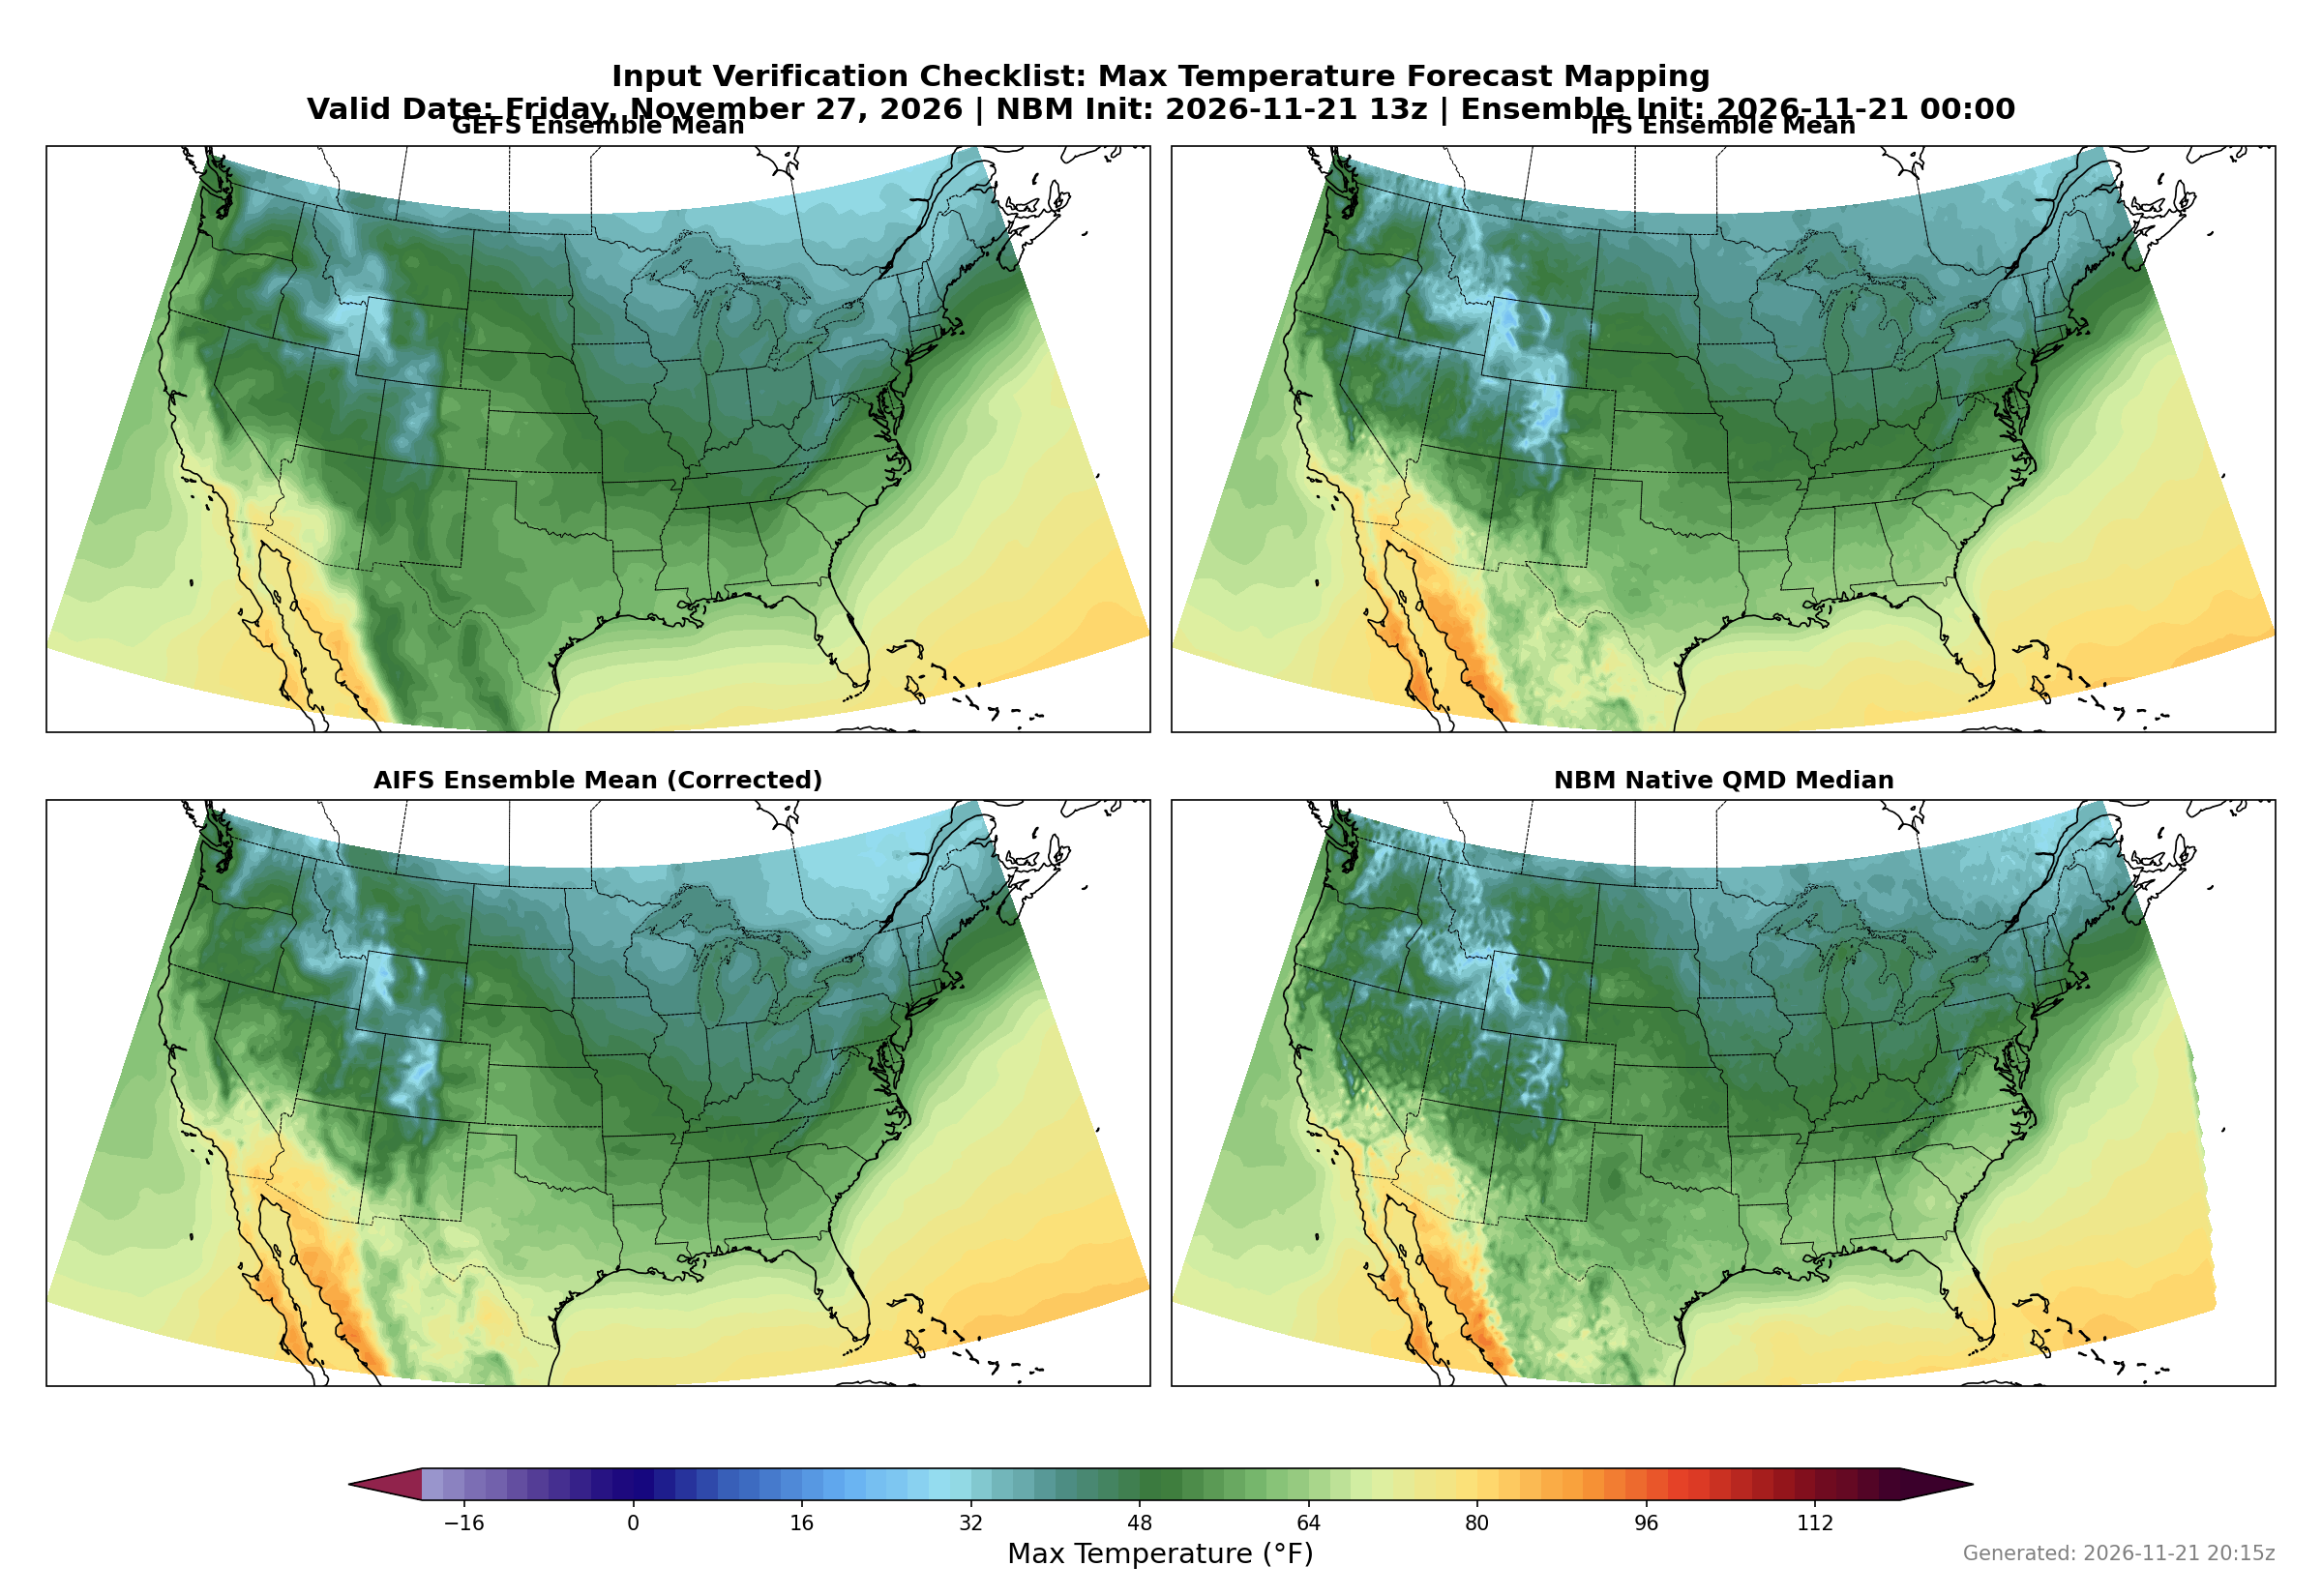 Input Verification Checklist: Max Temperature Forecast Mapping
Valid Date: Friday, November 27, 2026 | NBM Init: 2026-11-21 13z | Ensemble Init: 2026-11-21 00:00
GEFS Ensemble Mean
IFS Ensemble Mean
AIFS Ensemble Mean (Corrected)
NBM Native QMD Median
−16 0 16 32 48 64 80 96 112
Max Temperature (°F)
Generated: 2026-11-21 20:15z